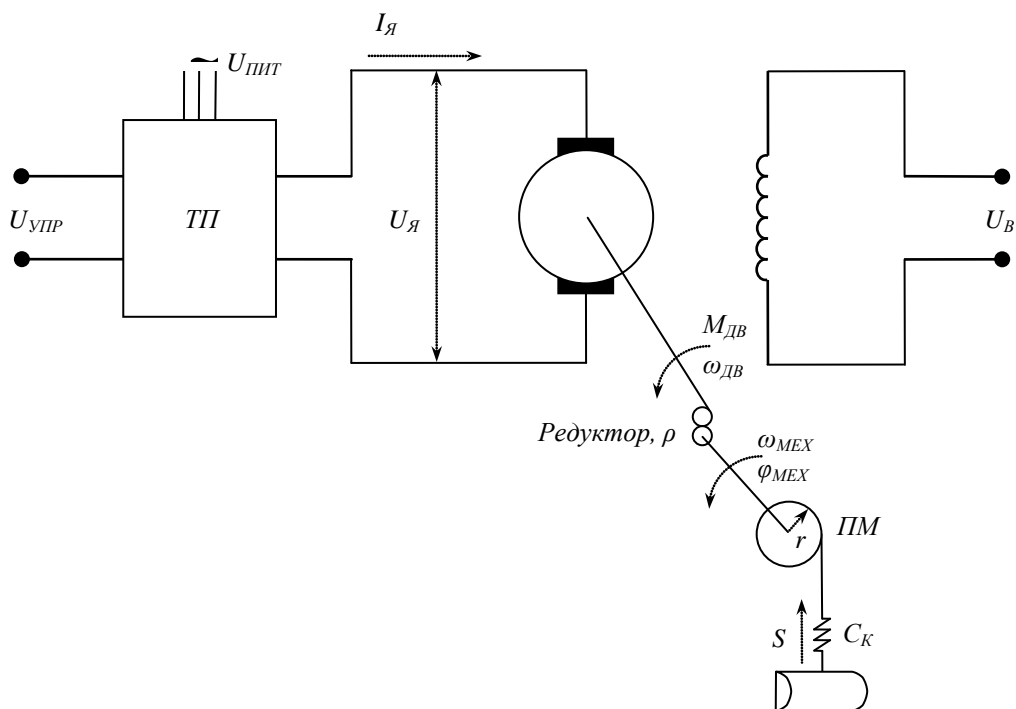 I_Я
~ U_ПИТ
U_УПР
ТП
U_Я
U_В
M_ДВ
ω_ДВ
Редуктор, ρ
ω_МЕХ
φ_МЕХ
ПМ
r
S
C_К